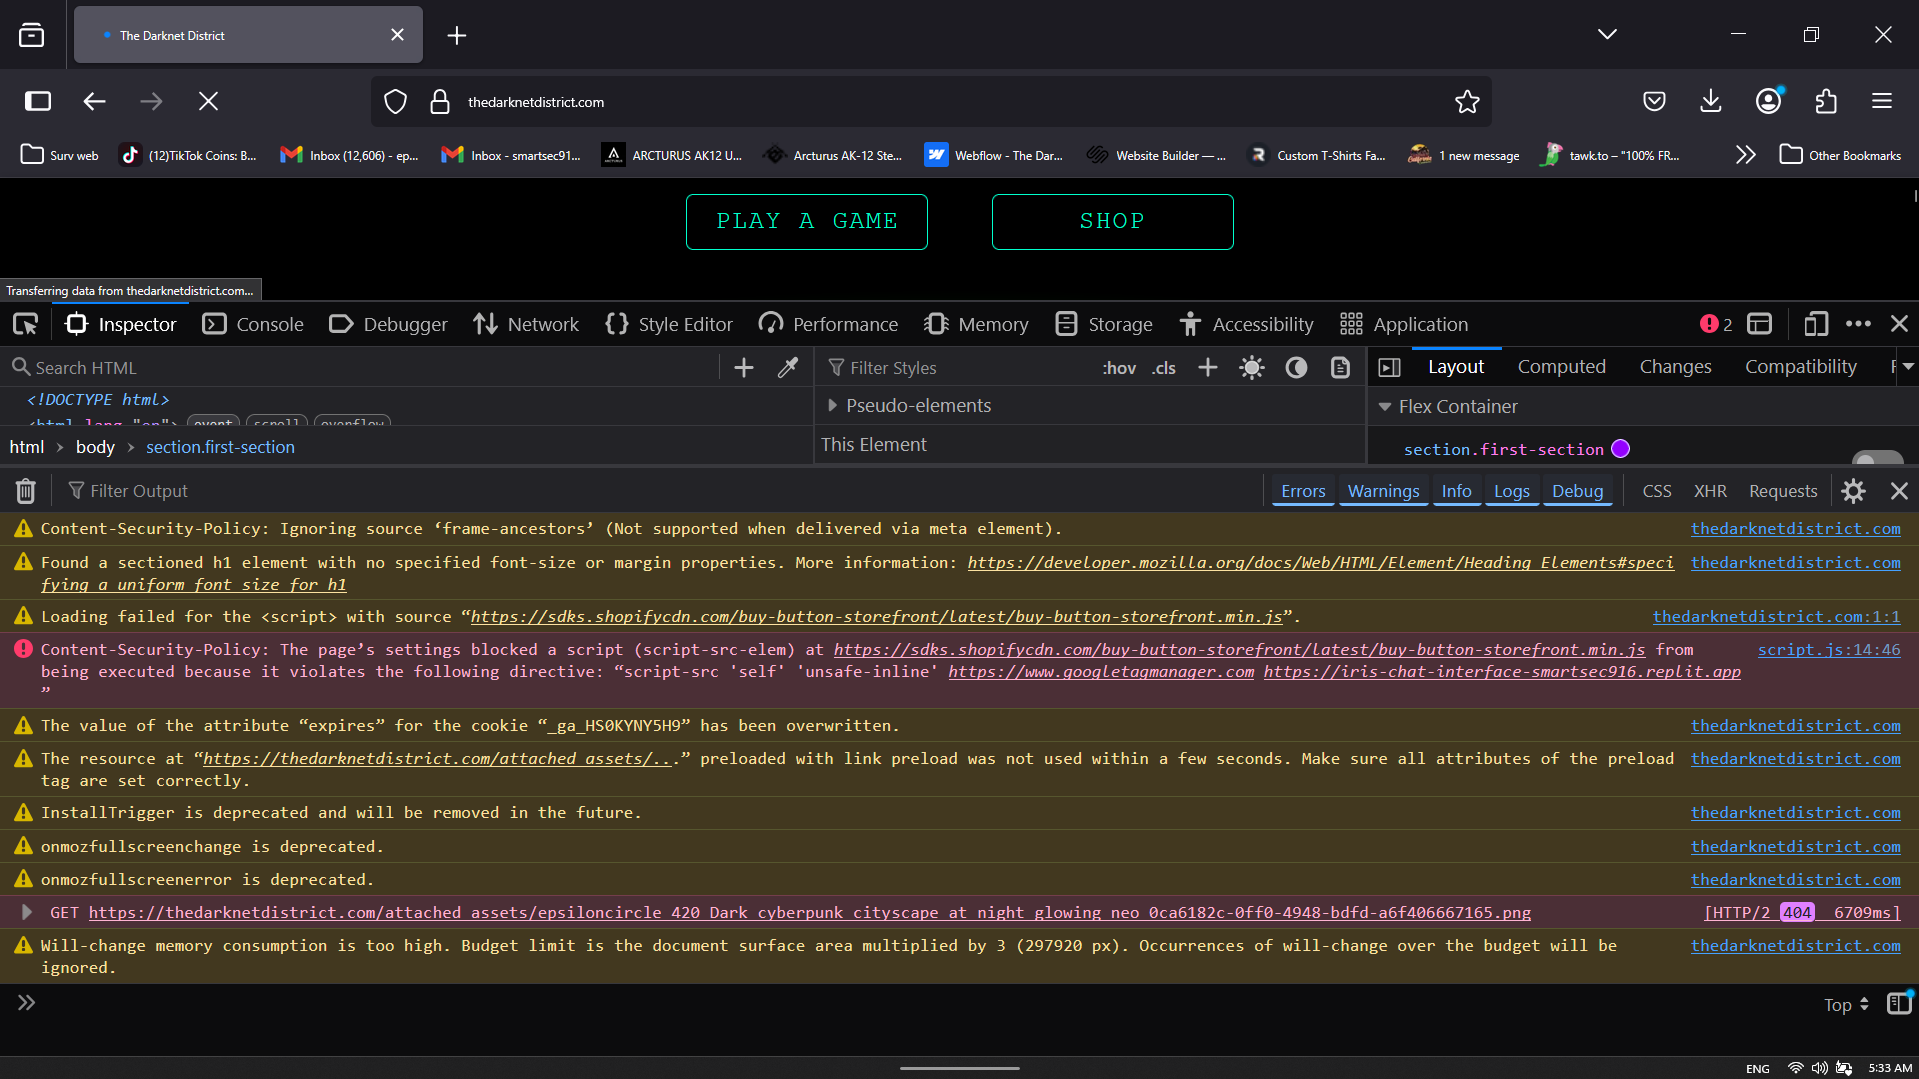 The Darknet District
thedarknetdistrict.com
Surv web
(12)TikTok Coins: B...
Inbox (12,606) - ep...
Inbox - smartsec91...
ARCTURUS AK12 U...
Arcturus AK-12 Ste...
Webflow - The Dar...
Website Builder — ...
Custom T-Shirts Fa...
1 new message
tawk.to – "100% FR...
Other Bookmarks
PLAY A GAME
SHOP
Transferring data from thedarknetdistrict.com...
Inspector
Console
Debugger
Network
Style Editor
Performance
Memory
Storage
Accessibility
Application
2
Search HTML
Filter Styles
:hov
.cls
Layout
Computed
Changes
Compatibility
<!DOCTYPE html>
<html lang="en"> event scroll overflow
Pseudo-elements
Flex Container
html › body › section.first-section
This Element
section.first-section
Filter Output
Errors
Warnings
Info
Logs
Debug
CSS
XHR
Requests
Content-Security-Policy: Ignoring source ‘frame-ancestors’ (Not supported when delivered via meta element).
thedarknetdistrict.com
Found a sectioned h1 element with no specified font-size or margin properties. More information: https://developer.mozilla.org/docs/Web/HTML/Element/Heading_Elements#speci
thedarknetdistrict.com
fying_a_uniform_font_size_for_h1
Loading failed for the <script> with source “https://sdks.shopifycdn.com/buy-button-storefront/latest/buy-button-storefront.min.js”.
thedarknetdistrict.com:1:1
Content-Security-Policy: The page’s settings blocked a script (script-src-elem) at https://sdks.shopifycdn.com/buy-button-storefront/latest/buy-button-storefront.min.js from
script.js:14:46
being executed because it violates the following directive: “script-src 'self' 'unsafe-inline' https://www.googletagmanager.com https://iris-chat-interface-smartsec916.replit.app
”
The value of the attribute “expires” for the cookie “_ga_HS0KYNY5H9” has been overwritten.
thedarknetdistrict.com
The resource at “https://thedarknetdistrict.com/attached_assets/...” preloaded with link preload was not used within a few seconds. Make sure all attributes of the preload
thedarknetdistrict.com
tag are set correctly.
InstallTrigger is deprecated and will be removed in the future.
thedarknetdistrict.com
onmozfullscreenchange is deprecated.
thedarknetdistrict.com
onmozfullscreenerror is deprecated.
thedarknetdistrict.com
GET https://thedarknetdistrict.com/attached_assets/epsiloncircle_420_Dark_cyberpunk_cityscape_at_night_glowing_neo_0ca6182c-0ff0-4948-bdfd-a6f406667165.png
[HTTP/2 404 6709ms]
Will-change memory consumption is too high. Budget limit is the document surface area multiplied by 3 (297920 px). Occurrences of will-change over the budget will be
thedarknetdistrict.com
ignored.
Top
ENG
5:33 AM